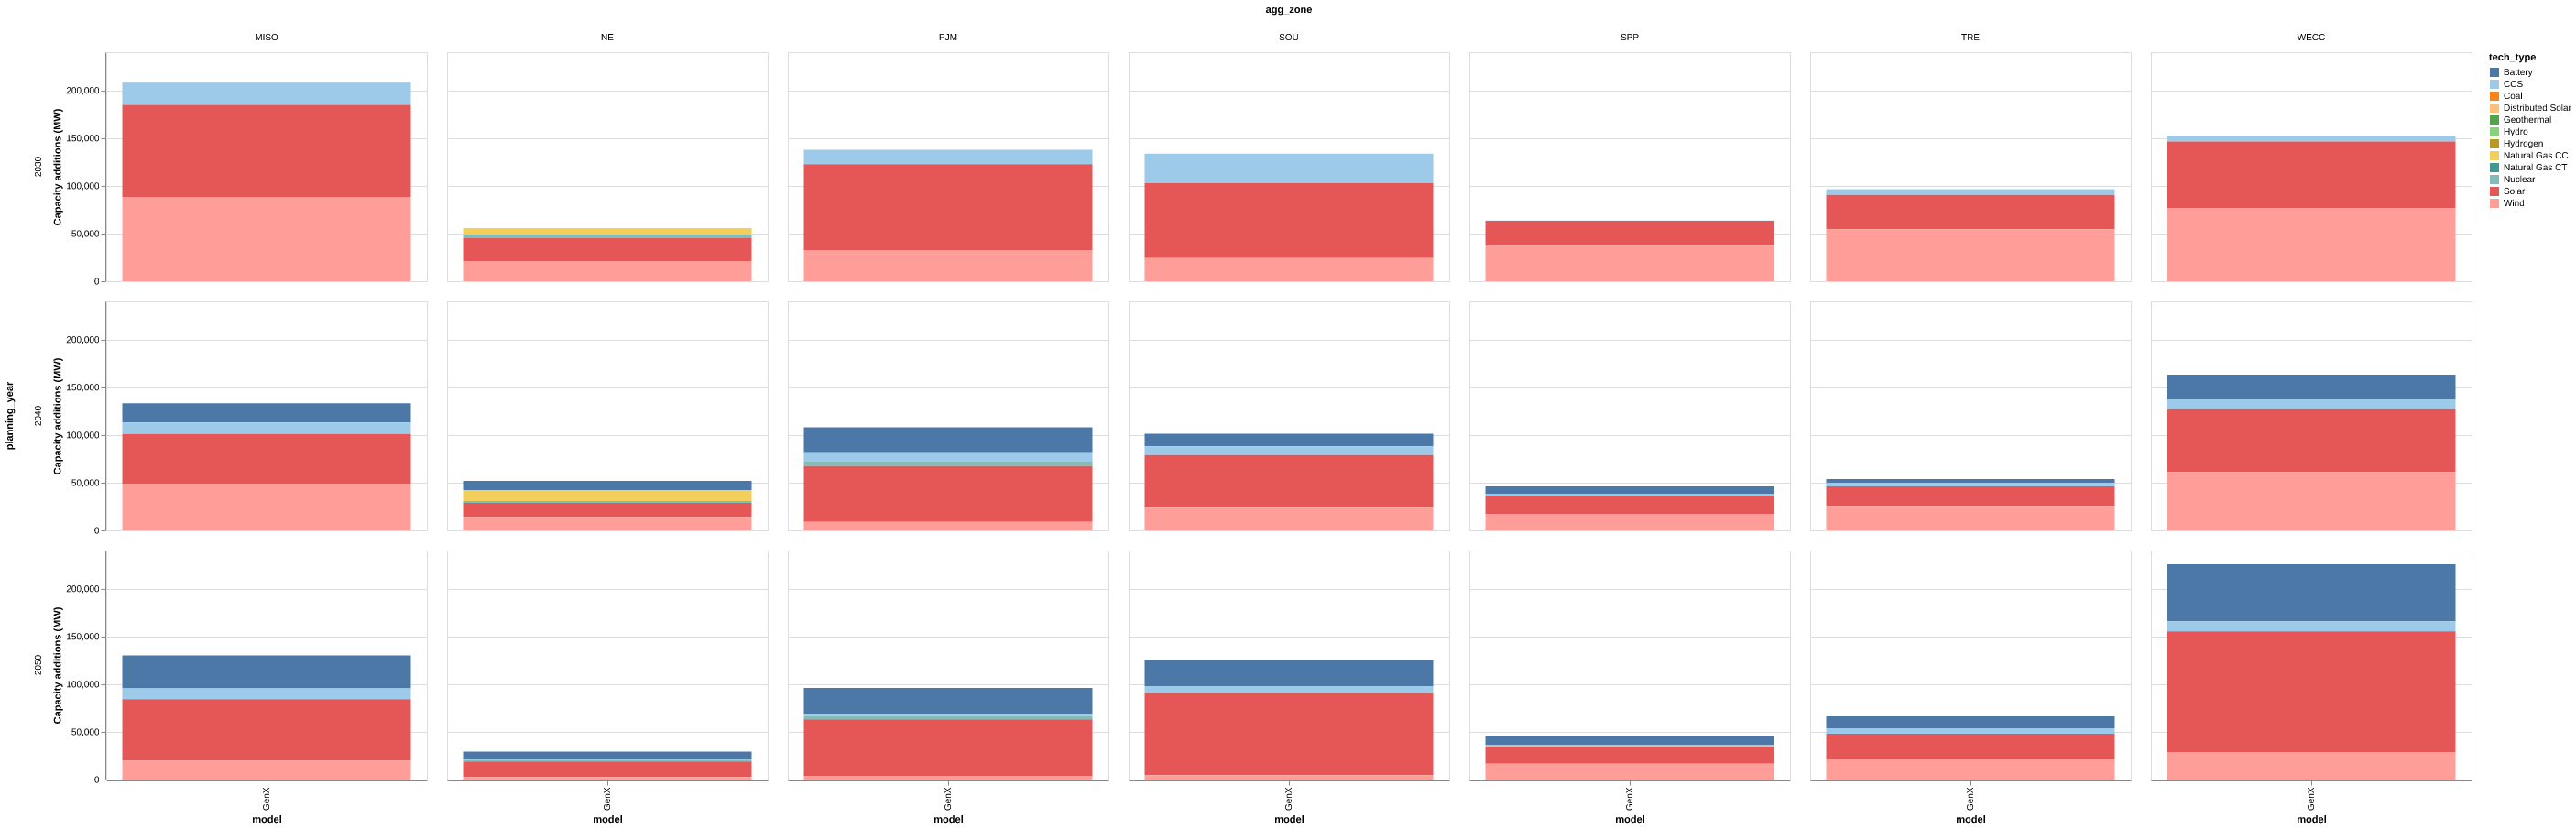 agg_zone
MISO NE PJM SOU SPP TRE WECC
planning_year
2030
Capacity additions (MW)
200,000
150,000
100,000
50,000
0
2040
Capacity additions (MW)
200,000
150,000
100,000
50,000
0
2050
Capacity additions (MW)
200,000
150,000
100,000
50,000
0
GenX GenX GenX GenX GenX GenX GenX
model model model model model model model
tech_type
Battery
CCS
Coal
Distributed Solar
Geothermal
Hydro
Hydrogen
Natural Gas CC
Natural Gas CT
Nuclear
Solar
Wind